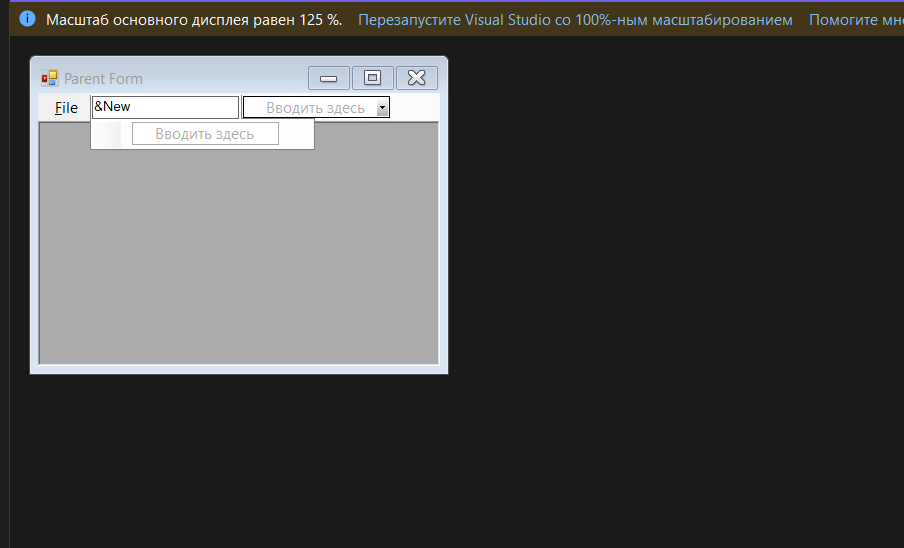 Масштаб основного дисплея равен 125 %. Перезапустите Visual Studio со 100%-ным масштабированием Помогите
Parent Form
File &New Вводить здесь
Вводить здесь